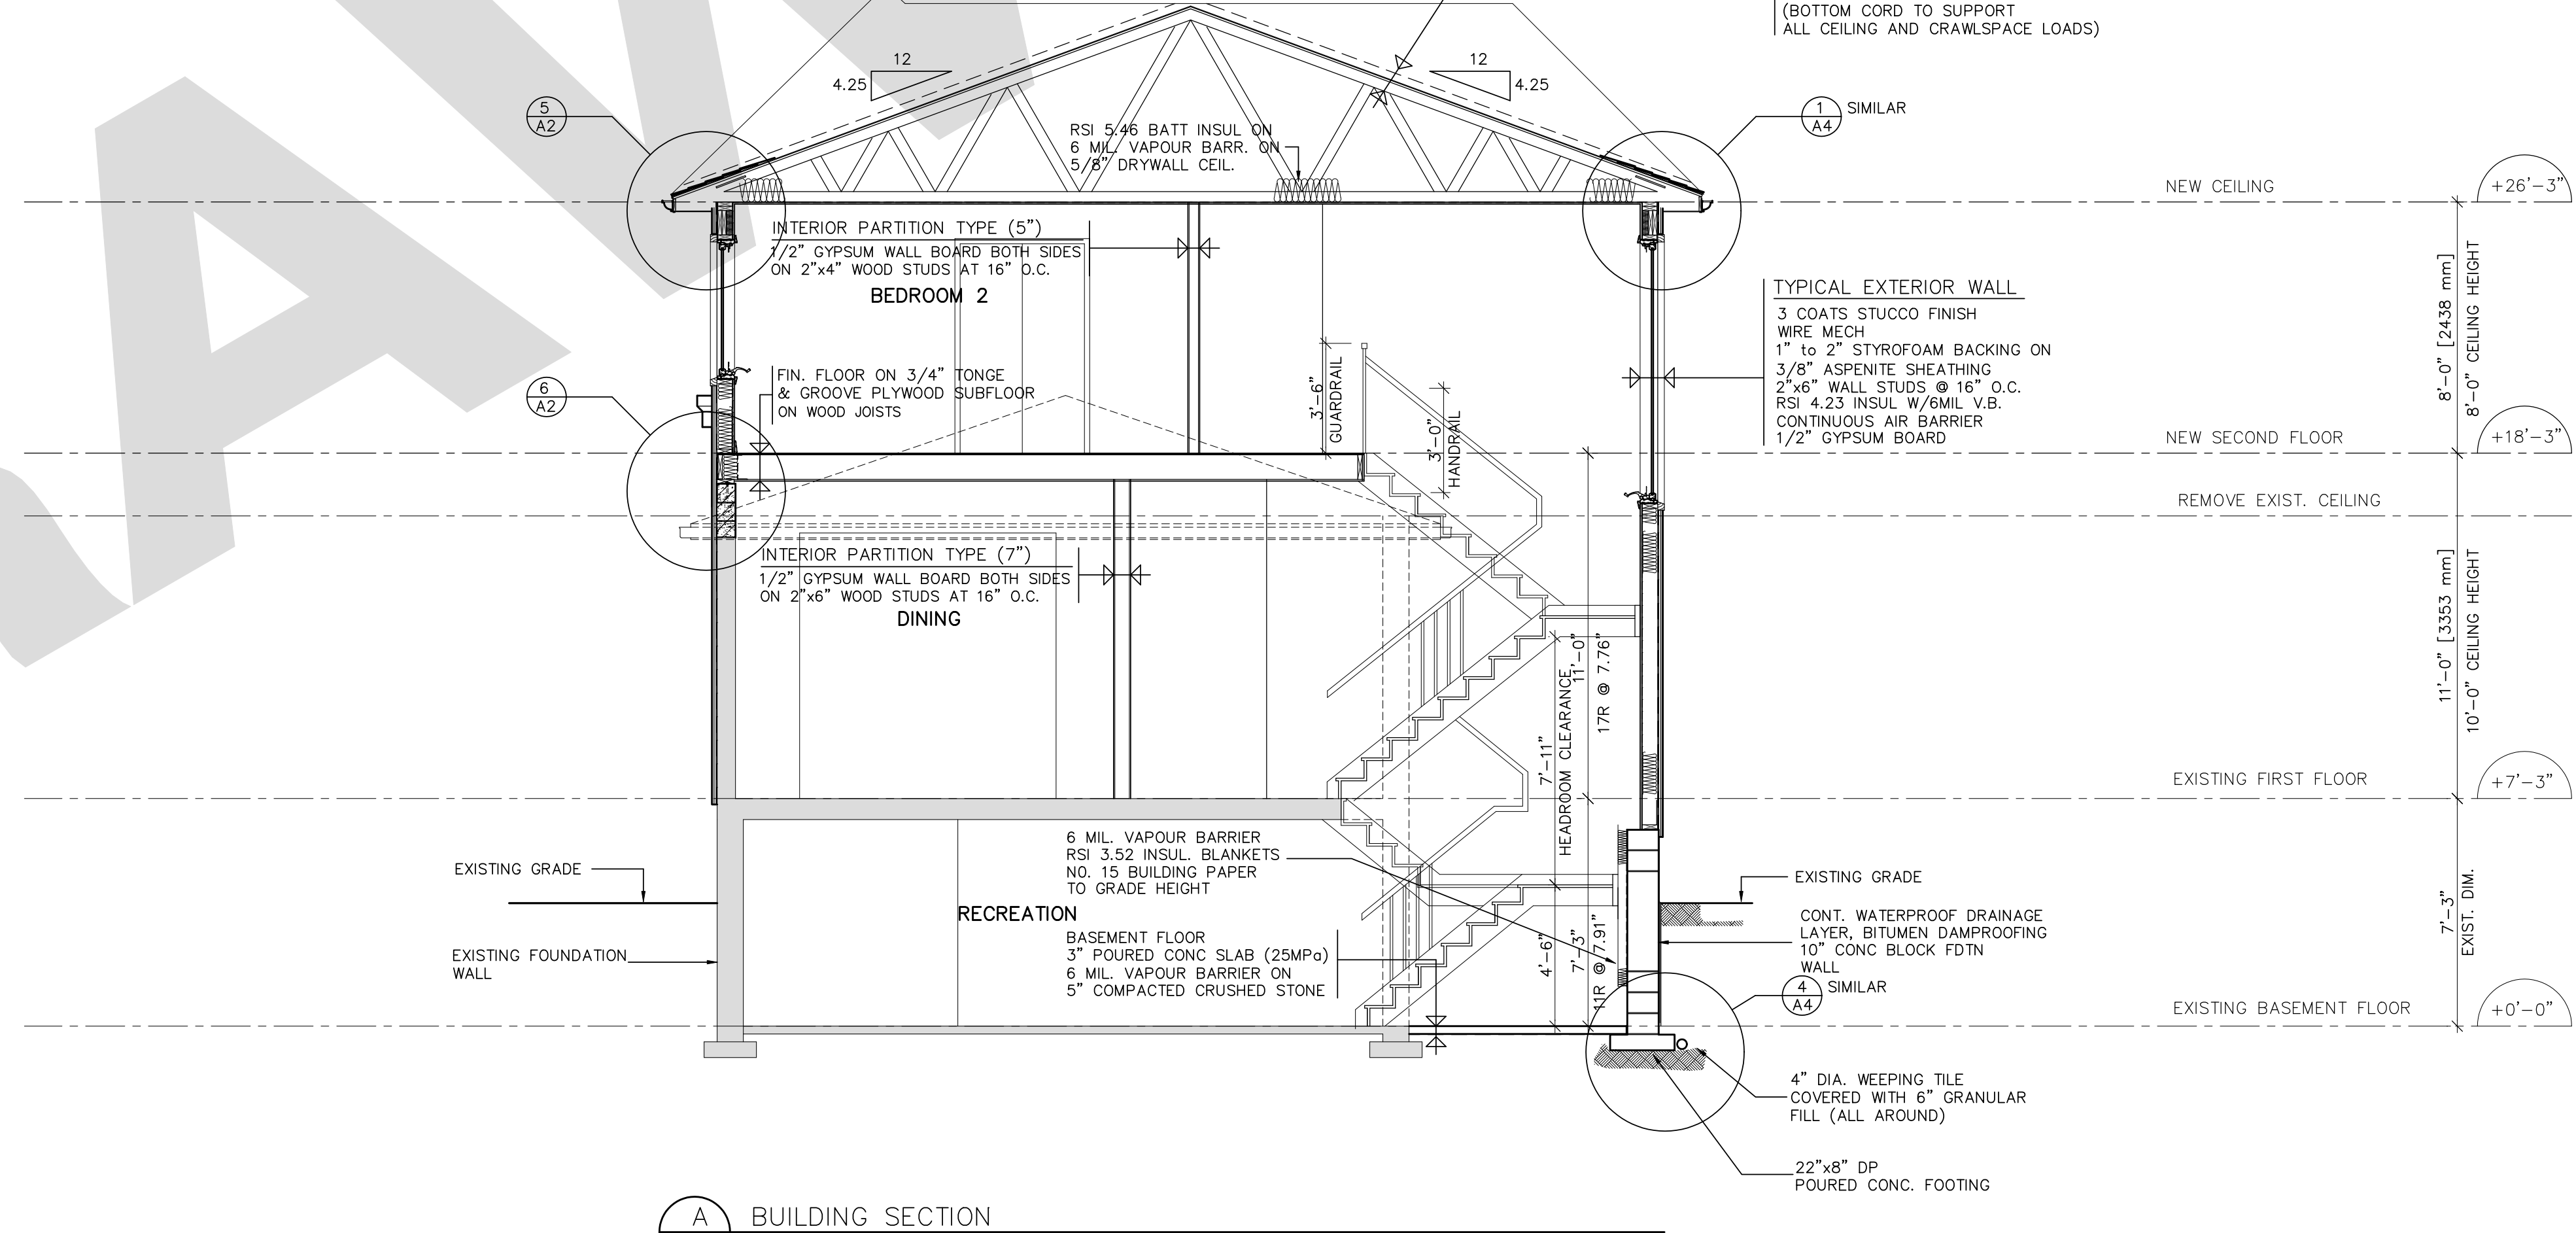 (BOTTOM CORD TO SUPPORT
ALL CEILING AND CRAWLSPACE LOADS)
12
4.25
12
4.25
5
A2
1
A4
SIMILAR
RSI 5.46 BATT INSUL ON
6 MIL. VAPOUR BARR. ON
5/8" DRYWALL CEIL.
NEW CEILING
+26'-3"
INTERIOR PARTITION TYPE (5")
1/2" GYPSUM WALL BOARD BOTH SIDES
ON 2"x4" WOOD STUDS AT 16" O.C.
BEDROOM 2
TYPICAL EXTERIOR WALL
3 COATS STUCCO FINISH
WIRE MECH
1" to 2" STYROFOAM BACKING ON
3/8" ASPENITE SHEATHING
2"x6" WALL STUDS @ 16" O.C.
RSI 4.23 INSUL W/6MIL V.B.
CONTINUOUS AIR BARRIER
1/2" GYPSUM BOARD
8'-0" [2438 mm]
8'-0" CEILING HEIGHT
6
A2
FIN. FLOOR ON 3/4" TONGE
& GROOVE PLYWOOD SUBFLOOR
ON WOOD JOISTS
3'-6"
GUARDRAIL
3'-0"
HANDRAIL
NEW SECOND FLOOR
+18'-3"
REMOVE EXIST. CEILING
INTERIOR PARTITION TYPE (7")
1/2" GYPSUM WALL BOARD BOTH SIDES
ON 2"x6" WOOD STUDS AT 16" O.C.
DINING
11'-0"
17R @ 7.76"
7'-11"
HEADROOM CLEARANCE
11'-0" [3353 mm]
10'-0" CEILING HEIGHT
EXISTING FIRST FLOOR
+7'-3"
EXISTING GRADE
6 MIL. VAPOUR BARRIER
RSI 3.52 INSUL. BLANKETS
NO. 15 BUILDING PAPER
TO GRADE HEIGHT
RECREATION
EXISTING GRADE
CONT. WATERPROOF DRAINAGE
LAYER, BITUMEN DAMPROOFING
10" CONC BLOCK FDTN
WALL
EXISTING FOUNDATION
WALL
BASEMENT FLOOR
3" POURED CONC SLAB (25MPa)
6 MIL. VAPOUR BARRIER ON
5" COMPACTED CRUSHED STONE
4'-6"
7'-3"
11R @ 7.91"
7'-3"
EXIST. DIM.
4
A4
SIMILAR
EXISTING BASEMENT FLOOR
+0'-0"
4" DIA. WEEPING TILE
COVERED WITH 6" GRANULAR
FILL (ALL AROUND)
22"x8" DP
POURED CONC. FOOTING
A
BUILDING SECTION